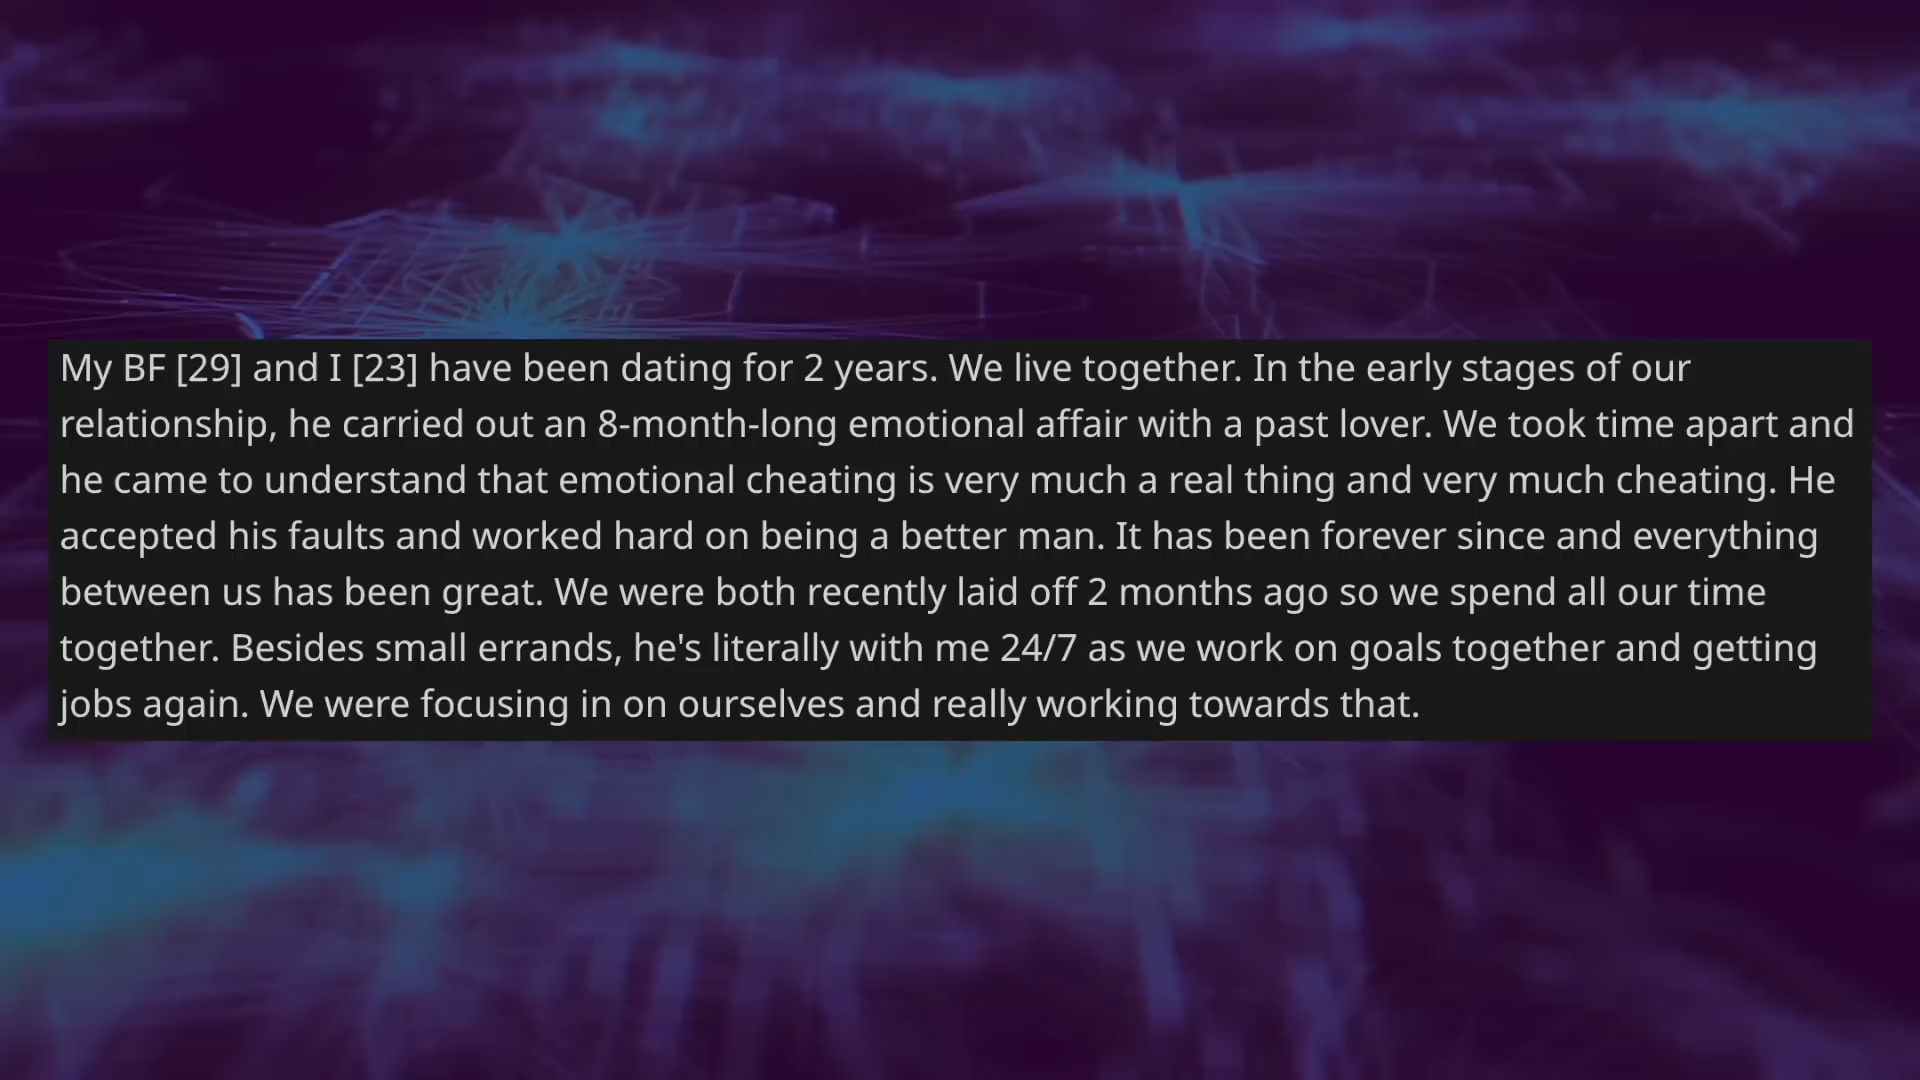 My BF [29] and I [23] have been dating for 2 years. We live together. In the early stages of our
relationship, he carried out an 8-month-long emotional affair with a past lover. We took time apart and
he came to understand that emotional cheating is very much a real thing and very much cheating. He
accepted his faults and worked hard on being a better man. It has been forever since and everything
between us has been great. We were both recently laid off 2 months ago so we spend all our time
together. Besides small errands, he's literally with me 24/7 as we work on goals together and getting
jobs again. We were focusing in on ourselves and really working towards that.